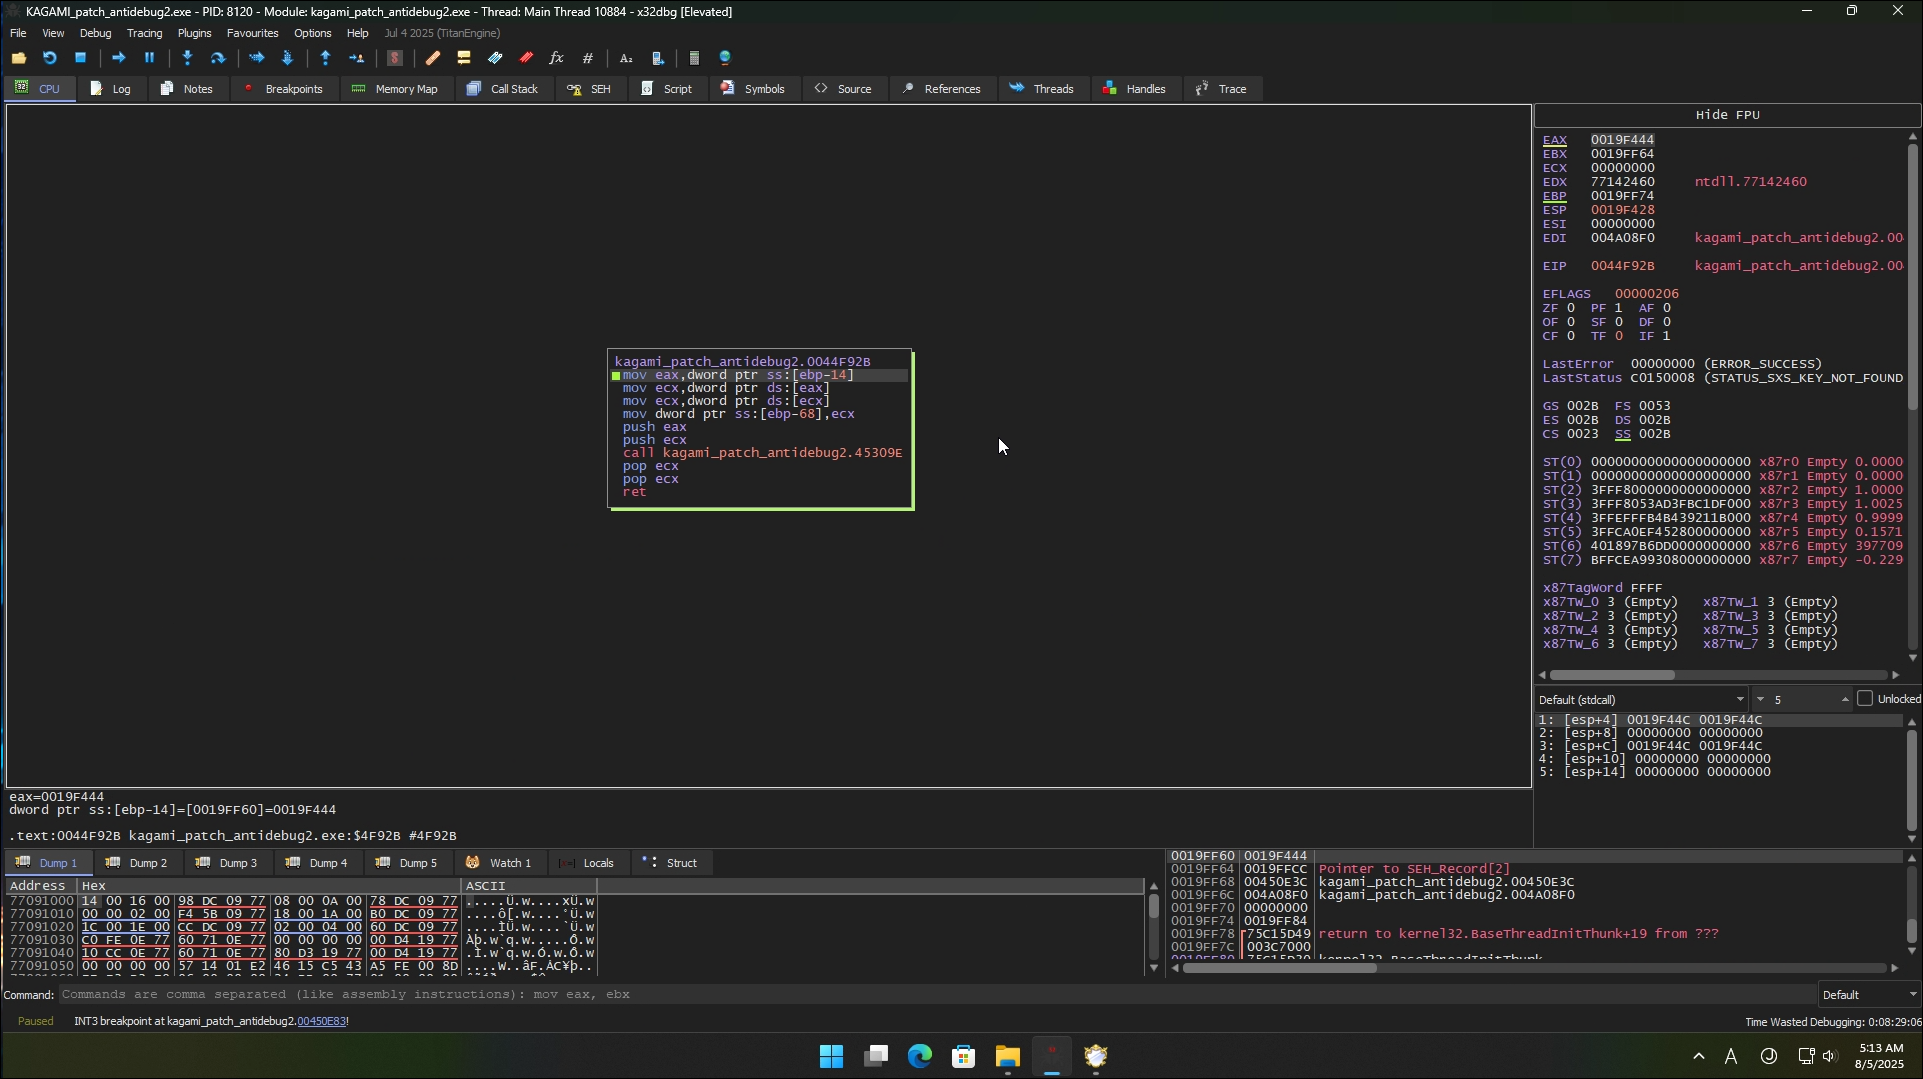 KAGAMI_patch_antidebug2.exe - PID: 8120 - Module: kagami_patch_antidebug2.exe - Thread: Main Thread 10884 - x32dbg [Elevated]
File View Debug Tracing Plugins Favourites Options Help Jul 4 2025 (TitanEngine)
CPU Log Notes Breakpoints Memory Map Call Stack SEH Script Symbols Source References Threads Handles Trace
kagami_patch_antidebug2.0044F92B
mov eax,dword ptr ss:[ebp-14]
mov ecx,dword ptr ds:[eax]
mov ecx,dword ptr ds:[ecx]
mov dword ptr ss:[ebp-68],ecx
push eax
push ecx
call kagami_patch_antidebug2.45309E
pop ecx
pop ecx
ret
Hide FPU
EAX 0019F444
EBX 0019FF64
ECX 00000000
EDX 77142460 ntdll.77142460
EBP 0019FF74
ESP 0019F428
ESI 00000000
EDI 004A08F0 kagami_patch_antidebug2.00
EIP 0044F92B kagami_patch_antidebug2.00
EFLAGS 00000206
ZF 0 PF 1 AF 0
OF 0 SF 0 DF 0
CF 0 TF 0 IF 1
LastError 00000000 (ERROR_SUCCESS)
LastStatus C0150008 (STATUS_SXS_KEY_NOT_FOUND
GS 002B FS 0053
ES 002B DS 002B
CS 0023 SS 002B
ST(0) 00000000000000000000 x87r0 Empty 0.0000
ST(1) 00000000000000000000 x87r1 Empty 0.0000
ST(2) 3FFF8000000000000000 x87r2 Empty 1.0000
ST(3) 3FFF8053AD3FBC1DF000 x87r3 Empty 1.0025
ST(4) 3FFEFFFB4B439211B000 x87r4 Empty 0.9999
ST(5) 3FFCA0EF452800000000 x87r5 Empty 0.1571
ST(6) 401897B6DD0000000000 x87r6 Empty 397709
ST(7) BFFCEA99308000000000 x87r7 Empty -0.229
x87TagWord FFFF
x87TW_0 3 (Empty) x87TW_1 3 (Empty)
x87TW_2 3 (Empty) x87TW_3 3 (Empty)
x87TW_4 3 (Empty) x87TW_5 3 (Empty)
x87TW_6 3 (Empty) x87TW_7 3 (Empty)
Default (stdcall) 5 Unlocked
1: [esp+4] 0019F44C 0019F44C
2: [esp+8] 00000000 00000000
3: [esp+C] 0019F44C 0019F44C
4: [esp+10] 00000000 00000000
5: [esp+14] 00000000 00000000
eax=0019F444
dword ptr ss:[ebp-14]=[0019FF60]=0019F444
.text:0044F92B kagami_patch_antidebug2.exe:$4F92B #4F92B
Dump 1 Dump 2 Dump 3 Dump 4 Dump 5 Watch 1 Locals Struct
Address Hex ASCII
77091000 14 00 16 00 98 DC 09 77 08 00 0A 00 78 DC 09 77 .....Ü.w....xÜ.w
77091010 00 00 02 00 F4 5B 09 77 18 00 1A 00 B0 DC 09 77 ....ô[.w....°Ü.w
77091020 1C 00 1E 00 CC DC 09 77 02 00 04 00 60 DC 09 77 ....ÌÜ.w....`Ü.w
77091030 C0 FE 0E 77 60 71 0E 77 00 00 00 00 00 D4 19 77 Àþ.w`q.w.....Ô.w
77091040 10 CC 0E 77 60 71 0E 77 80 D3 19 77 00 D4 19 77 .Ì.w`q.w.Ó.w.Ô.w
77091050 00 00 00 00 57 14 01 E2 46 15 C5 43 A5 FE 00 8D ....W..âF.ÅC¥þ..
0019FF60 0019F444
0019FF64 0019FFCC Pointer to SEH_Record[2]
0019FF68 00450E3C kagami_patch_antidebug2.00450E3C
0019FF6C 004A08F0 kagami_patch_antidebug2.004A08F0
0019FF70 00000000
0019FF74 0019FF84
0019FF78 75C15D49 return to kernel32.BaseThreadInitThunk+19 from ???
0019FF7C 003C7000
0019FF80 75C15D30 kernel32.BaseThreadInitThunk
Command: Commands are comma separated (like assembly instructions): mov eax, ebx Default
Paused INT3 breakpoint at kagami_patch_antidebug2.00450E83! Time Wasted Debugging: 0:08:29:06
A 5:13 AM
8/5/2025